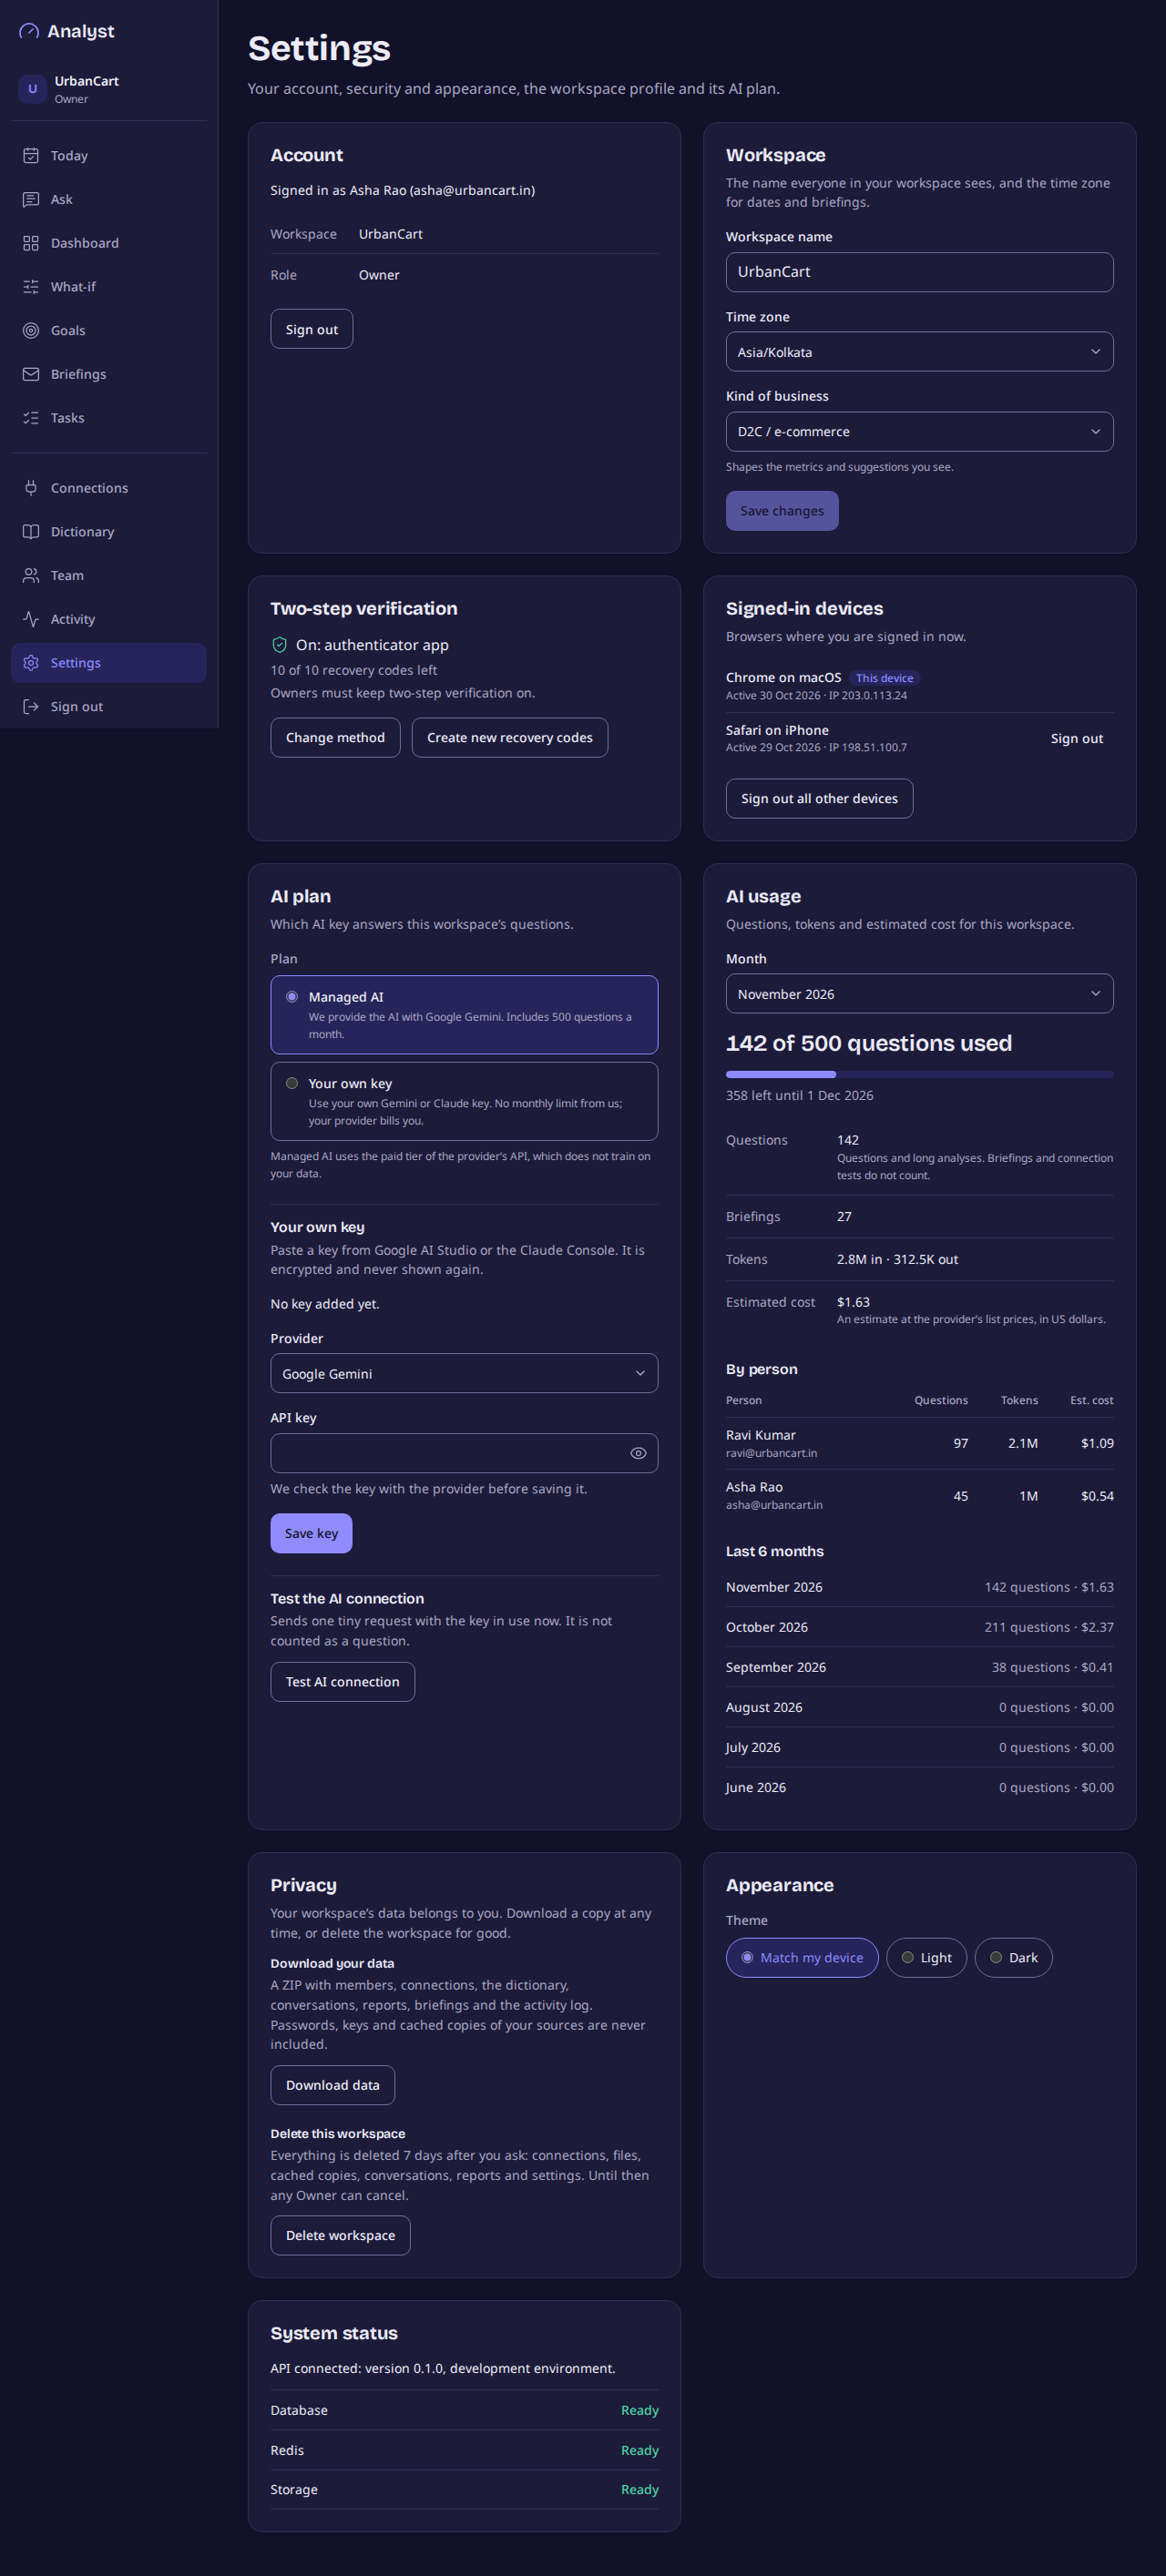 Analyst
U
UrbanCart
Owner
Today
Ask
Dashboard
What-if
Goals
Briefings
Tasks
Connections
Dictionary
Team
Activity
Settings
Sign out
Settings
Your account, security and appearance, the workspace profile and its AI plan.
Account
Signed in as Asha Rao (asha@urbancart.in)
Workspace UrbanCart
Role Owner
Sign out
Workspace
The name everyone in your workspace sees, and the time zone
for dates and briefings.
Workspace name
UrbanCart
Time zone
Asia/Kolkata
Kind of business
D2C / e-commerce
Shapes the metrics and suggestions you see.
Save changes
Two-step verification
On: authenticator app
10 of 10 recovery codes left
Owners must keep two-step verification on.
Change method
Create new recovery codes
Signed-in devices
Browsers where you are signed in now.
Chrome on macOS This device
Active 30 Oct 2026 · IP 203.0.113.24
Safari on iPhone
Active 29 Oct 2026 · IP 198.51.100.7
Sign out
Sign out all other devices
AI plan
Which AI key answers this workspace’s questions.
Plan
Managed AI
We provide the AI with Google Gemini. Includes 500 questions a
month.
Your own key
Use your own Gemini or Claude key. No monthly limit from us;
your provider bills you.
Managed AI uses the paid tier of the provider’s API, which does not train on
your data.
Your own key
Paste a key from Google AI Studio or the Claude Console. It is
encrypted and never shown again.
No key added yet.
Provider
Google Gemini
API key
We check the key with the provider before saving it.
Save key
Test the AI connection
Sends one tiny request with the key in use now. It is not
counted as a question.
Test AI connection
AI usage
Questions, tokens and estimated cost for this workspace.
Month
November 2026
142 of 500 questions used
358 left until 1 Dec 2026
Questions 142
Questions and long analyses. Briefings and connection
tests do not count.
Briefings 27
Tokens 2.8M in · 312.5K out
Estimated cost $1.63
An estimate at the provider’s list prices, in US dollars.
By person
Person Questions Tokens Est. cost
Ravi Kumar
ravi@urbancart.in
97 2.1M $1.09
Asha Rao
asha@urbancart.in
45 1M $0.54
Last 6 months
November 2026 142 questions · $1.63
October 2026 211 questions · $2.37
September 2026 38 questions · $0.41
August 2026 0 questions · $0.00
July 2026 0 questions · $0.00
June 2026 0 questions · $0.00
Privacy
Your workspace’s data belongs to you. Download a copy at any
time, or delete the workspace for good.
Download your data
A ZIP with members, connections, the dictionary,
conversations, reports, briefings and the activity log.
Passwords, keys and cached copies of your sources are never
included.
Download data
Delete this workspace
Everything is deleted 7 days after you ask: connections, files,
cached copies, conversations, reports and settings. Until then
any Owner can cancel.
Delete workspace
Appearance
Theme
Match my device
Light
Dark
System status
API connected: version 0.1.0, development environment.
Database Ready
Redis Ready
Storage Ready